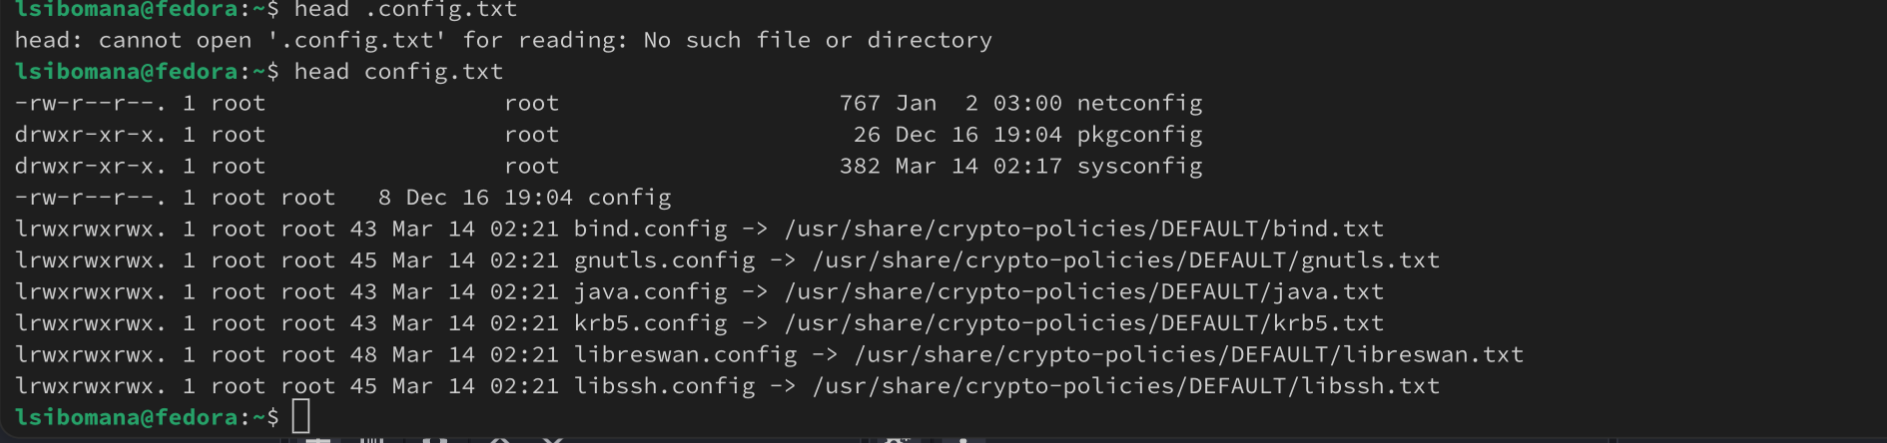 lsibomana@fedora:~$ head .config.txt
head: cannot open '.config.txt' for reading: No such file or directory
lsibomana@fedora:~$ head config.txt
-rw-r--r--. 1 root                 root                    767 Jan  2 03:00 netconfig
drwxr-xr-x. 1 root                 root                     26 Dec 16 19:04 pkgconfig
drwxr-xr-x. 1 root                 root                    382 Mar 14 02:17 sysconfig
-rw-r--r--. 1 root root   8 Dec 16 19:04 config
lrwxrwxrwx. 1 root root 43 Mar 14 02:21 bind.config -> /usr/share/crypto-policies/DEFAULT/bind.txt
lrwxrwxrwx. 1 root root 45 Mar 14 02:21 gnutls.config -> /usr/share/crypto-policies/DEFAULT/gnutls.txt
lrwxrwxrwx. 1 root root 43 Mar 14 02:21 java.config -> /usr/share/crypto-policies/DEFAULT/java.txt
lrwxrwxrwx. 1 root root 43 Mar 14 02:21 krb5.config -> /usr/share/crypto-policies/DEFAULT/krb5.txt
lrwxrwxrwx. 1 root root 48 Mar 14 02:21 libreswan.config -> /usr/share/crypto-policies/DEFAULT/libreswan.txt
lrwxrwxrwx. 1 root root 45 Mar 14 02:21 libssh.config -> /usr/share/crypto-policies/DEFAULT/libssh.txt
lsibomana@fedora:~$